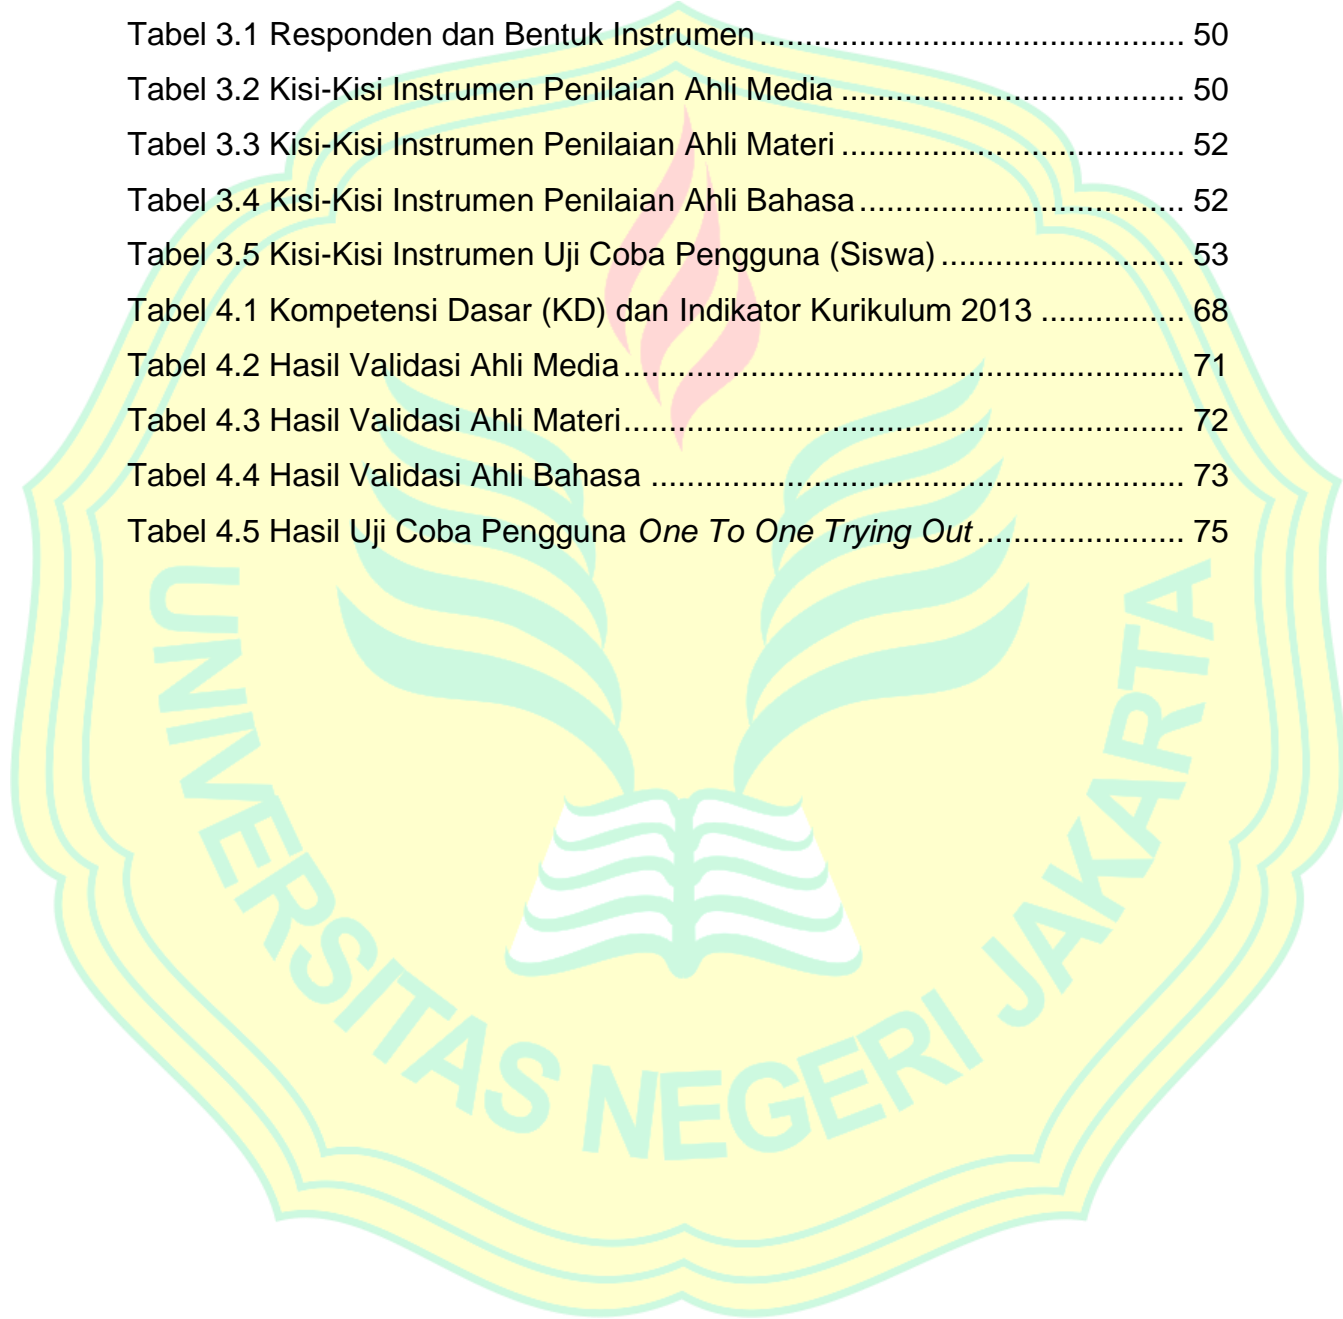 Tabel 3.1 Responden dan Bentuk Instrumen ............................................... 50
Tabel 3.2 Kisi-Kisi Instrumen Penilaian Ahli Media ...................................... 50
Tabel 3.3 Kisi-Kisi Instrumen Penilaian Ahli Materi ...................................... 52
Tabel 3.4 Kisi-Kisi Instrumen Penilaian Ahli Bahasa .................................... 52
Tabel 3.5 Kisi-Kisi Instrumen Uji Coba Pengguna (Siswa) ........................... 53
Tabel 4.1 Kompetensi Dasar (KD) dan Indikator Kurikulum 2013 ................ 68
Tabel 4.2 Hasil Validasi Ahli Media .............................................................. 71
Tabel 4.3 Hasil Validasi Ahli Materi .............................................................. 72
Tabel 4.4 Hasil Validasi Ahli Bahasa ........................................................... 73
Tabel 4.5 Hasil Uji Coba Pengguna One To One Trying Out ....................... 75
UNIVERSITAS NEGERI JAKARTA